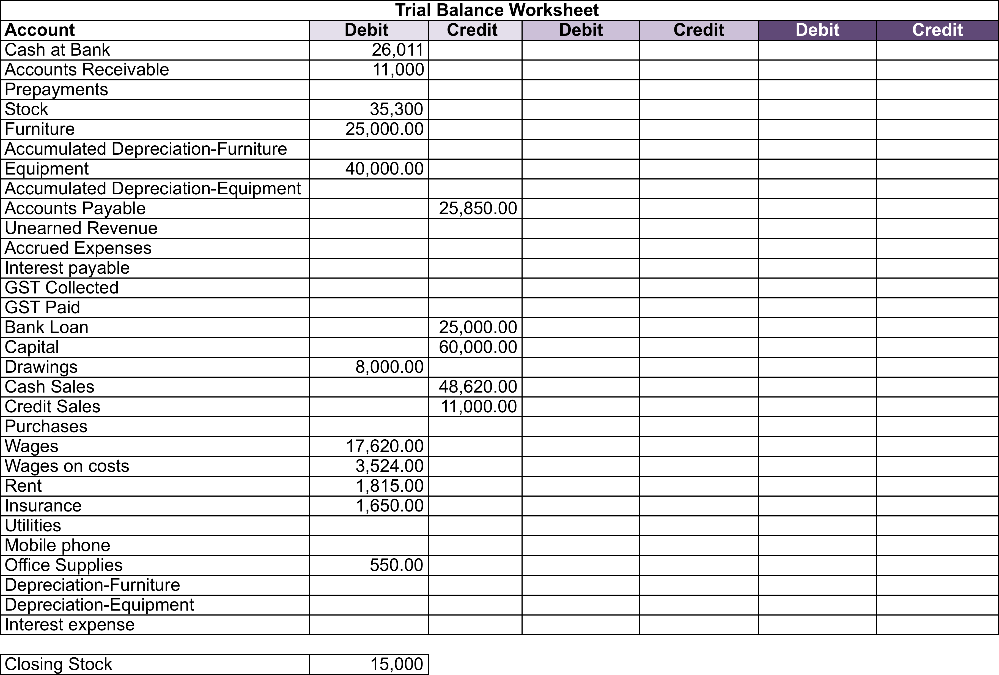 Trial Balance Worksheet
Account Debit Credit Debit Credit Debit Credit
Cash at Bank 26,011
Accounts Receivable 11,000
Prepayments
Stock 35,300
Furniture 25,000.00
Accumulated Depreciation-Furniture
Equipment 40,000.00
Accumulated Depreciation-Equipment
Accounts Payable 25,850.00
Unearned Revenue
Accrued Expenses
Interest payable
GST Collected
GST Paid
Bank Loan 25,000.00
Capital 60,000.00
Drawings 8,000.00
Cash Sales 48,620.00
Credit Sales 11,000.00
Purchases
Wages 17,620.00
Wages on costs 3,524.00
Rent 1,815.00
Insurance 1,650.00
Utilities
Mobile phone
Office Supplies 550.00
Depreciation-Furniture
Depreciation-Equipment
Interest expense
Closing Stock 15,000